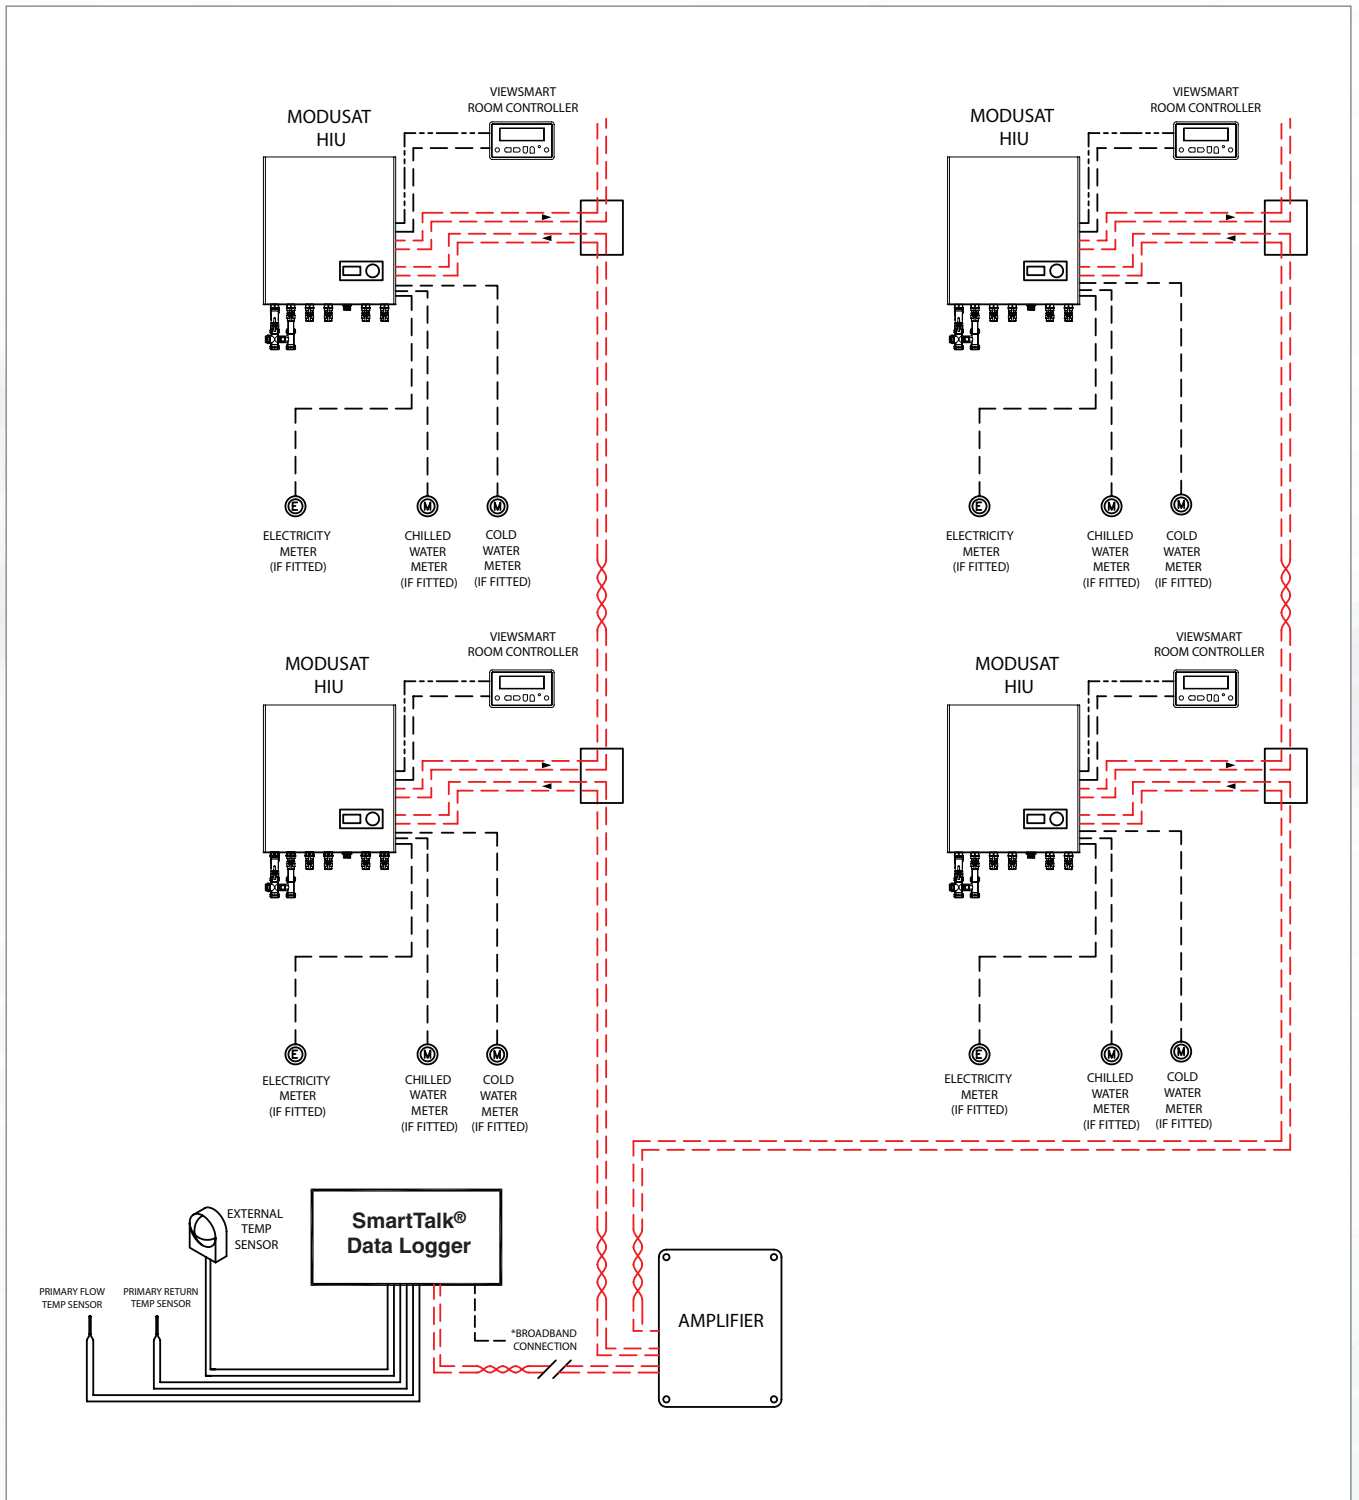 VIEWSMART
ROOM CONTROLLER
MODUSAT
HIU
E
M
M
ELECTRICITY
METER
(IF FITTED)
CHILLED
WATER
METER
(IF FITTED)
COLD
WATER
METER
(IF FITTED)
VIEWSMART
ROOM CONTROLLER
MODUSAT
HIU
E
M
M
ELECTRICITY
METER
(IF FITTED)
CHILLED
WATER
METER
(IF FITTED)
COLD
WATER
METER
(IF FITTED)
VIEWSMART
ROOM CONTROLLER
MODUSAT
HIU
E
M
M
ELECTRICITY
METER
(IF FITTED)
CHILLED
WATER
METER
(IF FITTED)
COLD
WATER
METER
(IF FITTED)
VIEWSMART
ROOM CONTROLLER
MODUSAT
HIU
E
M
M
ELECTRICITY
METER
(IF FITTED)
CHILLED
WATER
METER
(IF FITTED)
COLD
WATER
METER
(IF FITTED)
EXTERNAL
TEMP
SENSOR
SmartTalk®
Data Logger
PRIMARY FLOW
TEMP SENSOR
PRIMARY RETURN
TEMP SENSOR
*BROADBAND
CONNECTION
AMPLIFIER